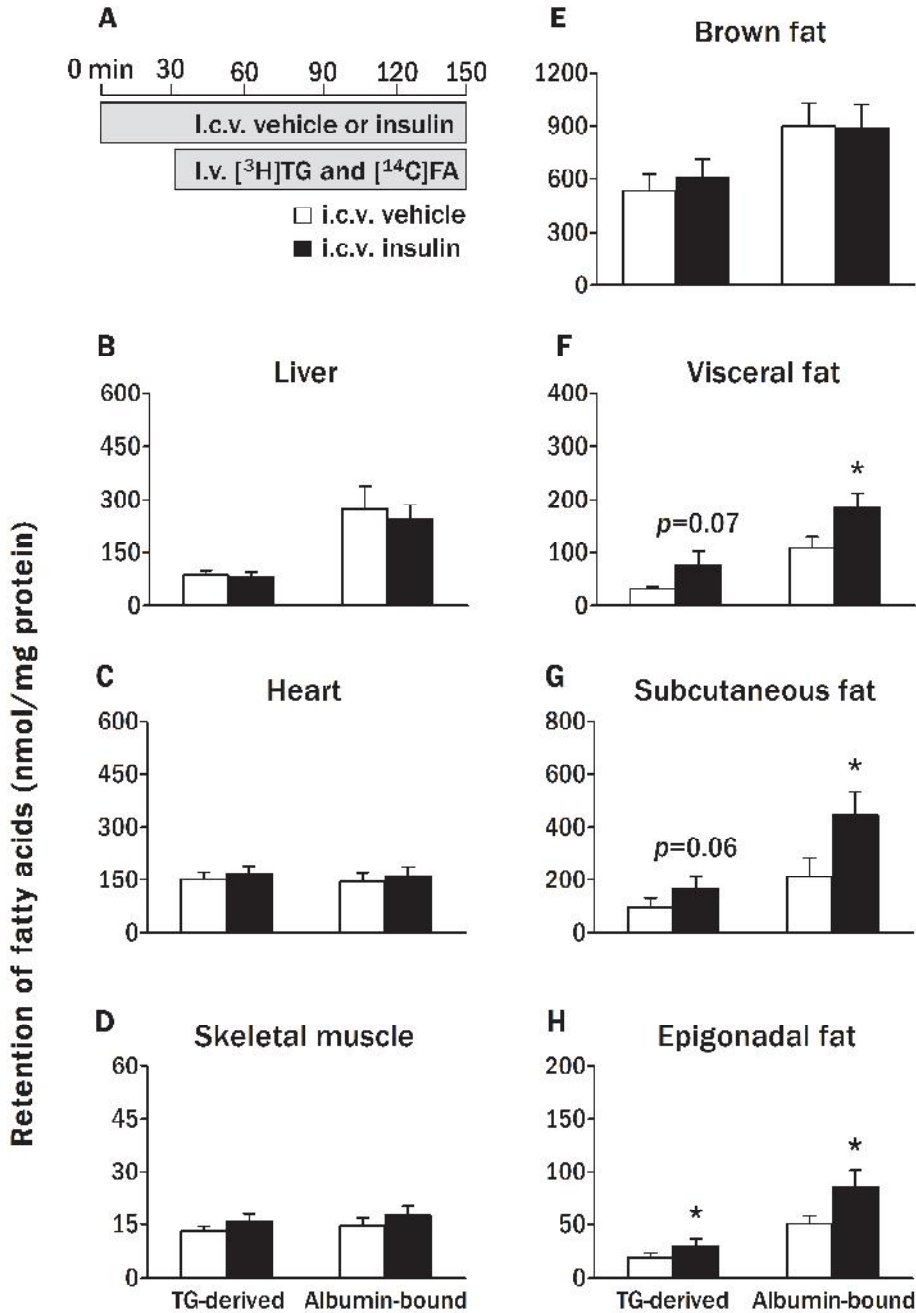 A
0 min 30 60 90 120 150
I.c.v. vehicle or insulin
I.v. [³H]TG and [¹⁴C]FA
i.c.v. vehicle
i.c.v. insulin
Retention of fatty acids (nmol/mg protein)
B
Liver
600
450
300
150
0
C
Heart
600
450
300
150
0
D
Skeletal muscle
60
45
30
15
0
TG-derived Albumin-bound
E
Brown fat
1200
900
600
300
0
F
Visceral fat
400
300
200
100
0
p=0.07
*
G
Subcutaneous fat
800
600
400
200
0
p=0.06
*
H
Epigonadal fat
200
150
100
50
0
*
*
TG-derived Albumin-bound